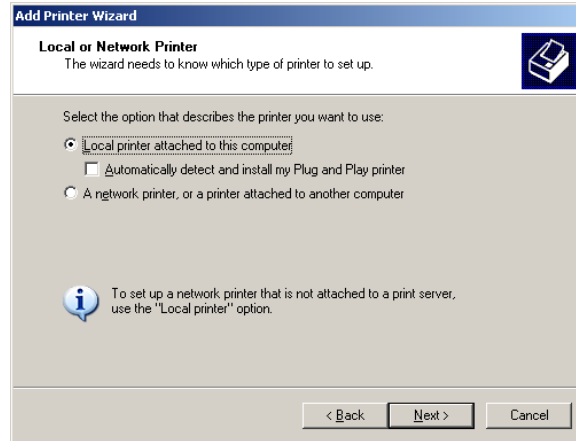 Add Printer Wizard
Local or Network Printer
The wizard needs to know which type of printer to set up.
Select the option that describes the printer you want to use:
Local printer attached to this computer
Automatically detect and install my Plug and Play printer
A network printer, or a printer attached to another computer
To set up a network printer that is not attached to a print server,
use the "Local printer" option.
< Back
Next >
Cancel